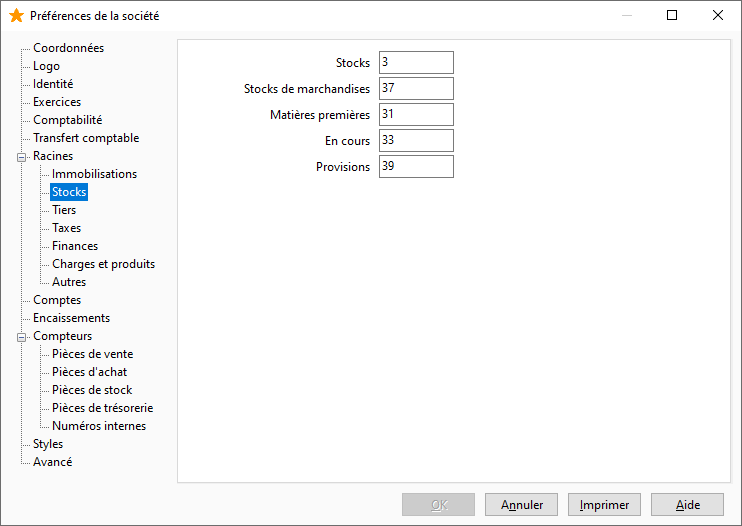 Préférences de la société
Coordonnées
Logo
Identité
Exercices
Comptabilité
Transfert comptable
Racines
Immobilisations
Stocks
Tiers
Taxes
Finances
Charges et produits
Autres
Comptes
Encaissements
Compteurs
Pièces de vente
Pièces d'achat
Pièces de stock
Pièces de trésorerie
Numéros internes
Styles
Avancé
Stocks 3
Stocks de marchandises 37
Matières premières 31
En cours 33
Provisions 39
OK Annuler Imprimer Aide